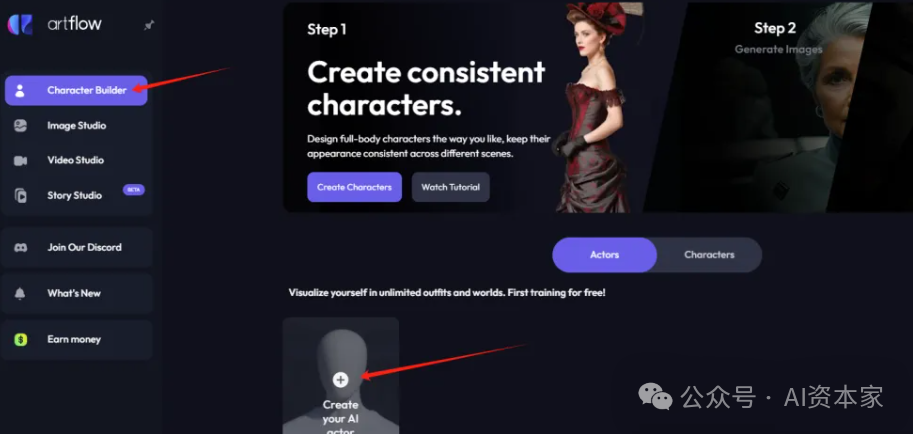 artflow
Character Builder
Image Studio
Video Studio
Story Studio
BETA
Join Our Discord
What's New
Earn money
Step 1
Create consistent
characters.
Design full-body characters the way you like, keep their
appearance consistent across different scenes.
Create Characters
Watch Tutorial
Step 2
Generate Images
Actors
Characters
Visualize yourself in unlimited outfits and worlds. First training for free!
Create
your AI
actor
公众号 · AI资本家